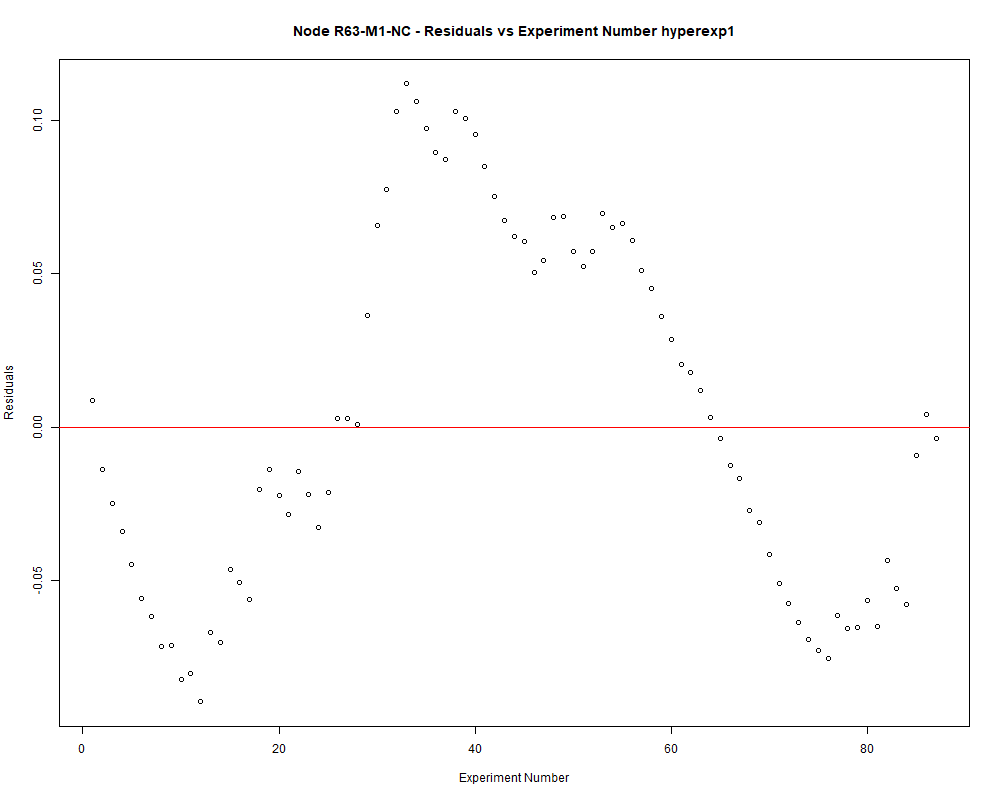 Node R63-M1-NC - Residuals vs Experiment Number hyperexp1
0.10
0.05
0.00
-0.05
Residuals
0 20 40 60 80
Experiment Number